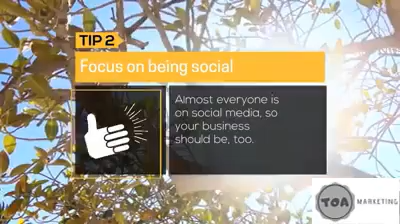 TIP 2
Focus on being social
Almost everyone is
on social media, so
your business
should be, too.
TOA MARKETING